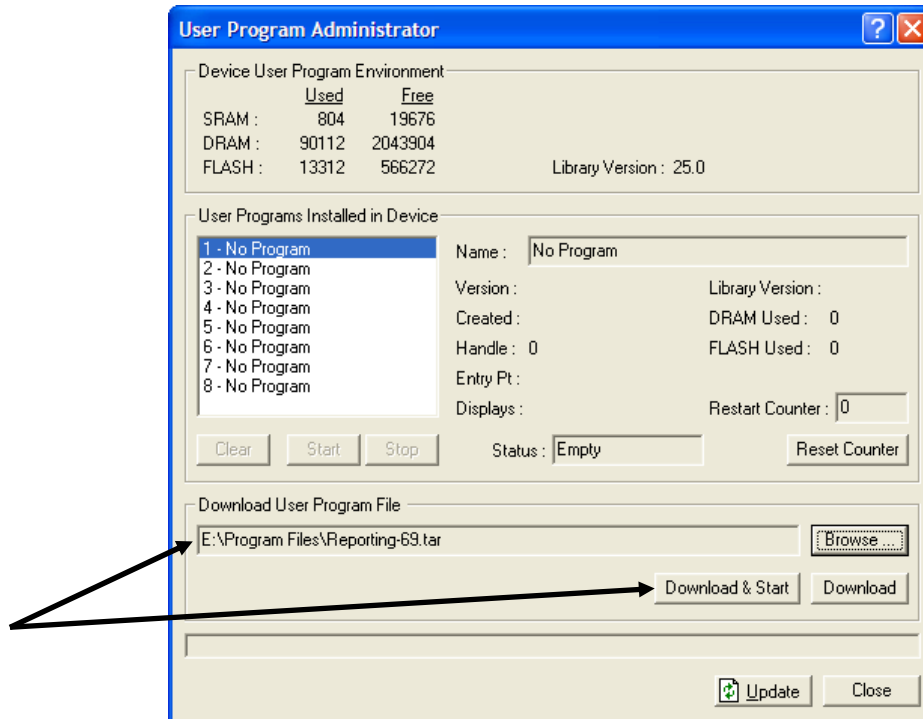 User Program Administrator
Device User Program Environment
Used Free
SRAM : 804 19676
DRAM : 90112 2043904
FLASH : 13312 566272 Library Version : 25.0
User Programs Installed in Device
1 - No Program
2 - No Program
3 - No Program
4 - No Program
5 - No Program
6 - No Program
7 - No Program
8 - No Program
Name : No Program
Version : Library Version :
Created : DRAM Used : 0
Handle : 0 FLASH Used : 0
Entry Pt :
Displays : Restart Counter : 0
Clear Start Stop Status : Empty Reset Counter
Download User Program File
E:\Program Files\Reporting-69.tar Browse ...
Download & Start Download
Update Close